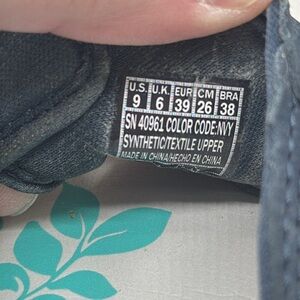 U.S. U.K. EUR CM BRA
9 6 39 26 38
SN 40961 COLOR CODE:NVY
SYNTHETIC/TEXTILE UPPER
MADE IN CHINA/HECHO EN CHINA